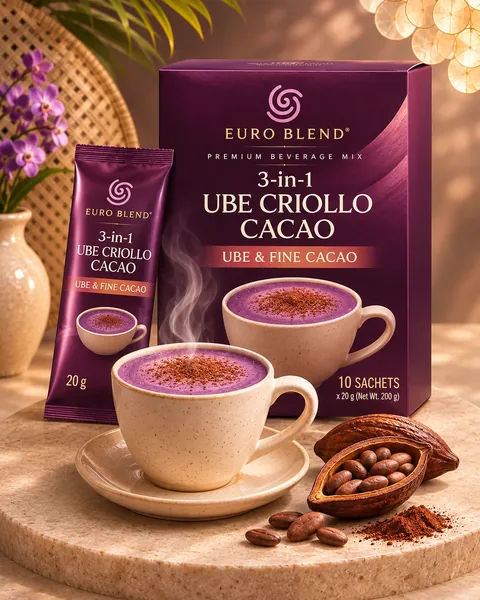 EURO BLEND®
PREMIUM BEVERAGE MIX
3-in-1
UBE CRIOLLO
CACAO
UBE & FINE CACAO
10 SACHETS
x 20 g (Net Wt. 200 g)
EURO BLEND®
3-in-1
UBE CRIOLLO
CACAO
UBE & FINE CACAO
20 g